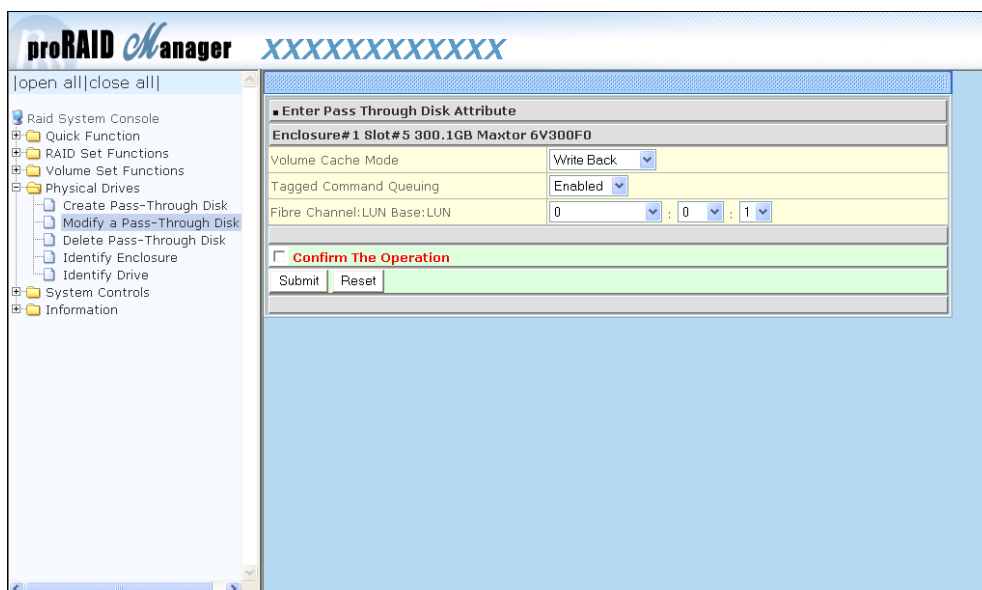 proRAID Manager XXXXXXXXXXXX
|open all|close all|
Raid System Console
Quick Function
RAID Set Functions
Volume Set Functions
Physical Drives
Create Pass-Through Disk
Modify a Pass-Through Disk
Delete Pass-Through Disk
Identify Enclosure
Identify Drive
System Controls
Information
▪ Enter Pass Through Disk Attribute
Enclosure#1 Slot#5 300.1GB Maxtor 6V300F0
Volume Cache Mode Write Back
Tagged Command Queuing Enabled
Fibre Channel:LUN Base:LUN 0 : 0 : 1
Confirm The Operation
Submit Reset